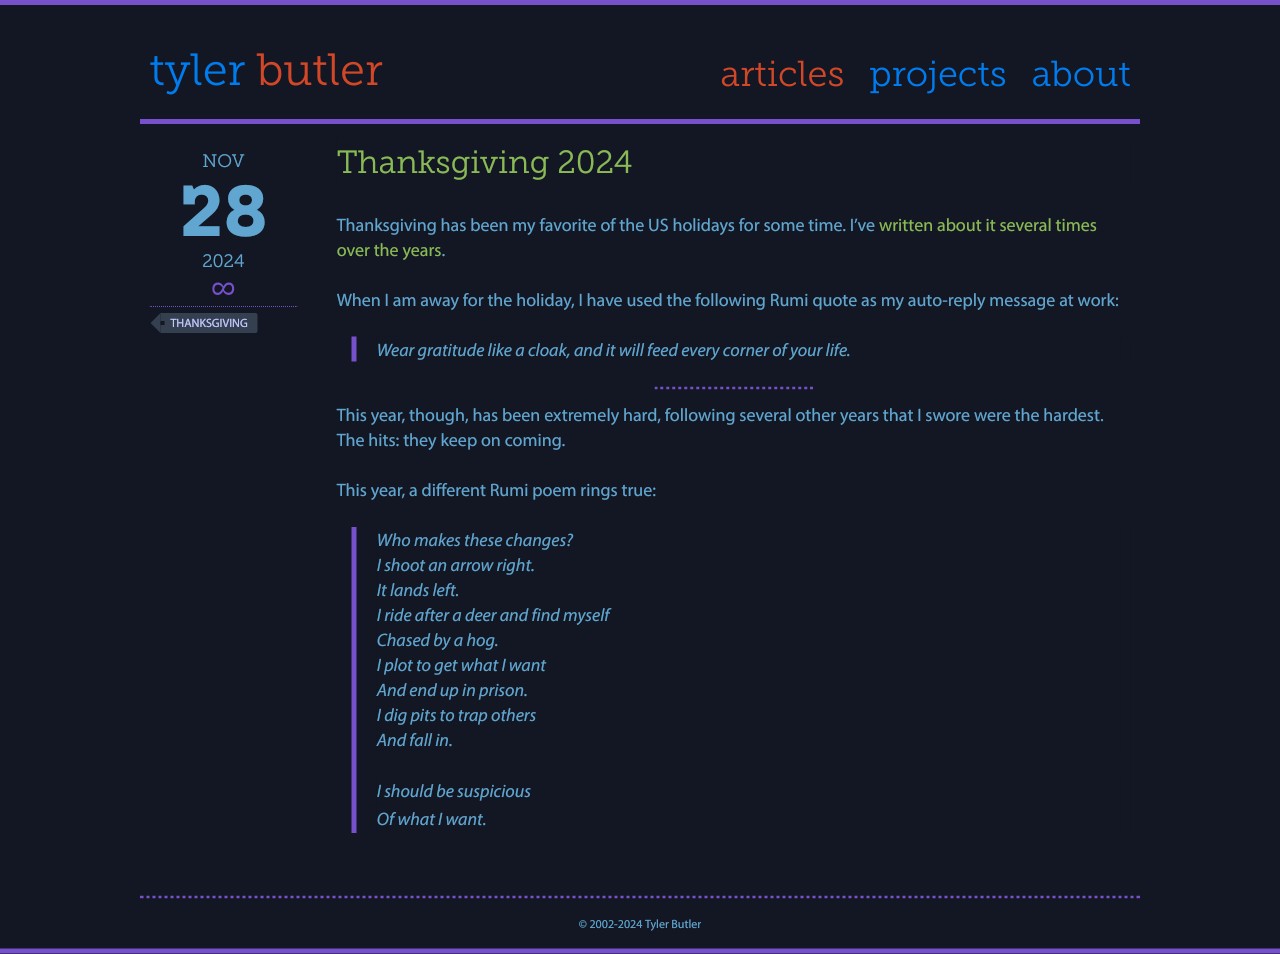 tyler butler
articles projects about
NOV
28
2024
∞
THANKSGIVING
Thanksgiving 2024
Thanksgiving has been my favorite of the US holidays for some time. I’ve written about it several times
over the years.
When I am away for the holiday, I have used the following Rumi quote as my auto-reply message at work:
Wear gratitude like a cloak, and it will feed every corner of your life.
This year, though, has been extremely hard, following several other years that I swore were the hardest.
The hits: they keep on coming.
This year, a different Rumi poem rings true:
Who makes these changes?
I shoot an arrow right.
It lands left.
I ride after a deer and find myself
Chased by a hog.
I plot to get what I want
And end up in prison.
I dig pits to trap others
And fall in.
I should be suspicious
Of what I want.
© 2002-2024 Tyler Butler